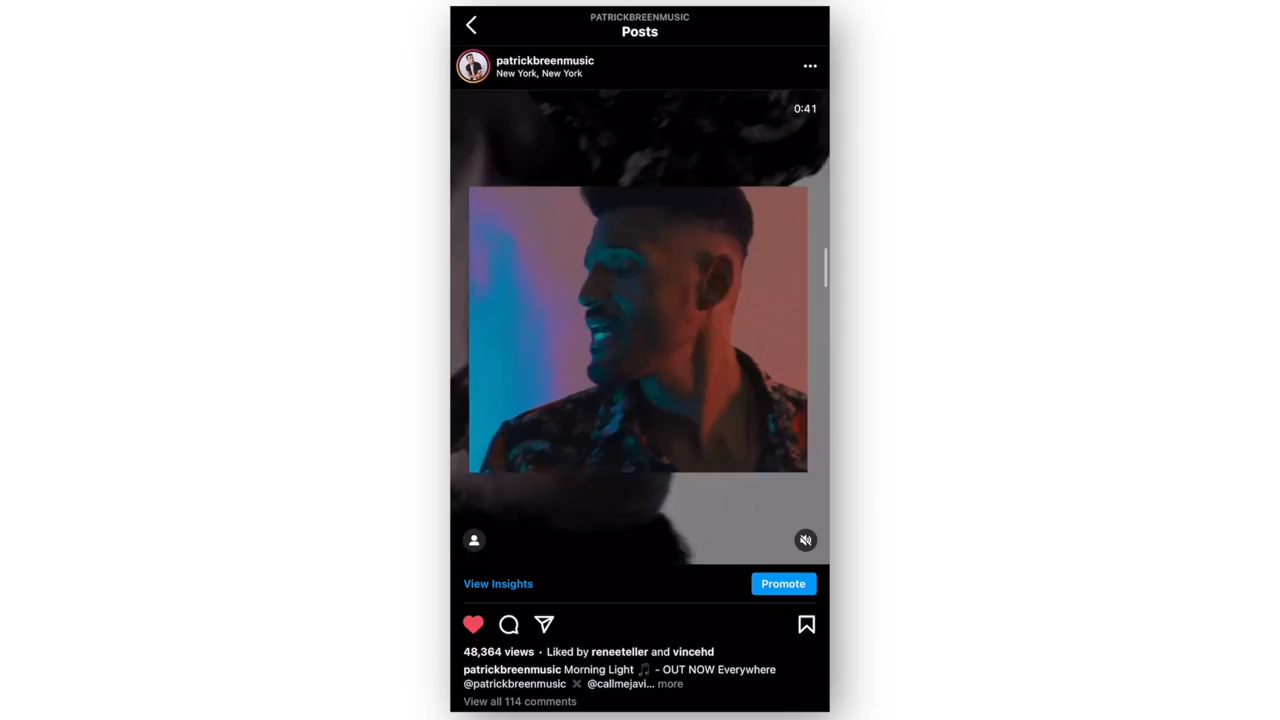 PATRICKBREENMUSIC
Posts
patrickbreenmusic
New York, New York
0:41
View Insights
Promote
48,364 views · Liked by reneeteller and vincehd
patrickbreenmusic Morning Light 🎵 - OUT NOW Everywhere
@patrickbreenmusic ✖️ @callmejavi... more
View all 114 comments